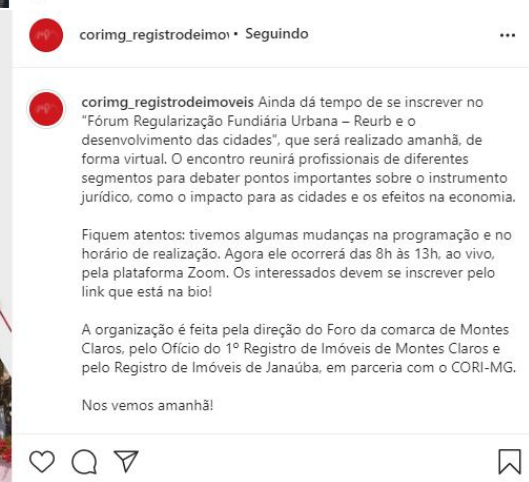 corimg_registrodeimov • Seguindo
corimg_registrodeimoveis Ainda dá tempo de se inscrever no
"Fórum Regularização Fundiária Urbana – Reurb e o
desenvolvimento das cidades", que será realizado amanhã, de
forma virtual. O encontro reunirá profissionais de diferentes
segmentos para debater pontos importantes sobre o instrumento
jurídico, como o impacto para as cidades e os efeitos na economia.
Fiquem atentos: tivemos algumas mudanças na programação e no
horário de realização. Agora ele ocorrerá das 8h às 13h, ao vivo,
pela plataforma Zoom. Os interessados devem se inscrever pelo
link que está na bio!
A organização é feita pela direção do Foro da comarca de Montes
Claros, pelo Ofício do 1º Registro de Imóveis de Montes Claros e
pelo Registro de Imóveis de Janaúba, em parceria com o CORI-MG.
Nos vemos amanhã!